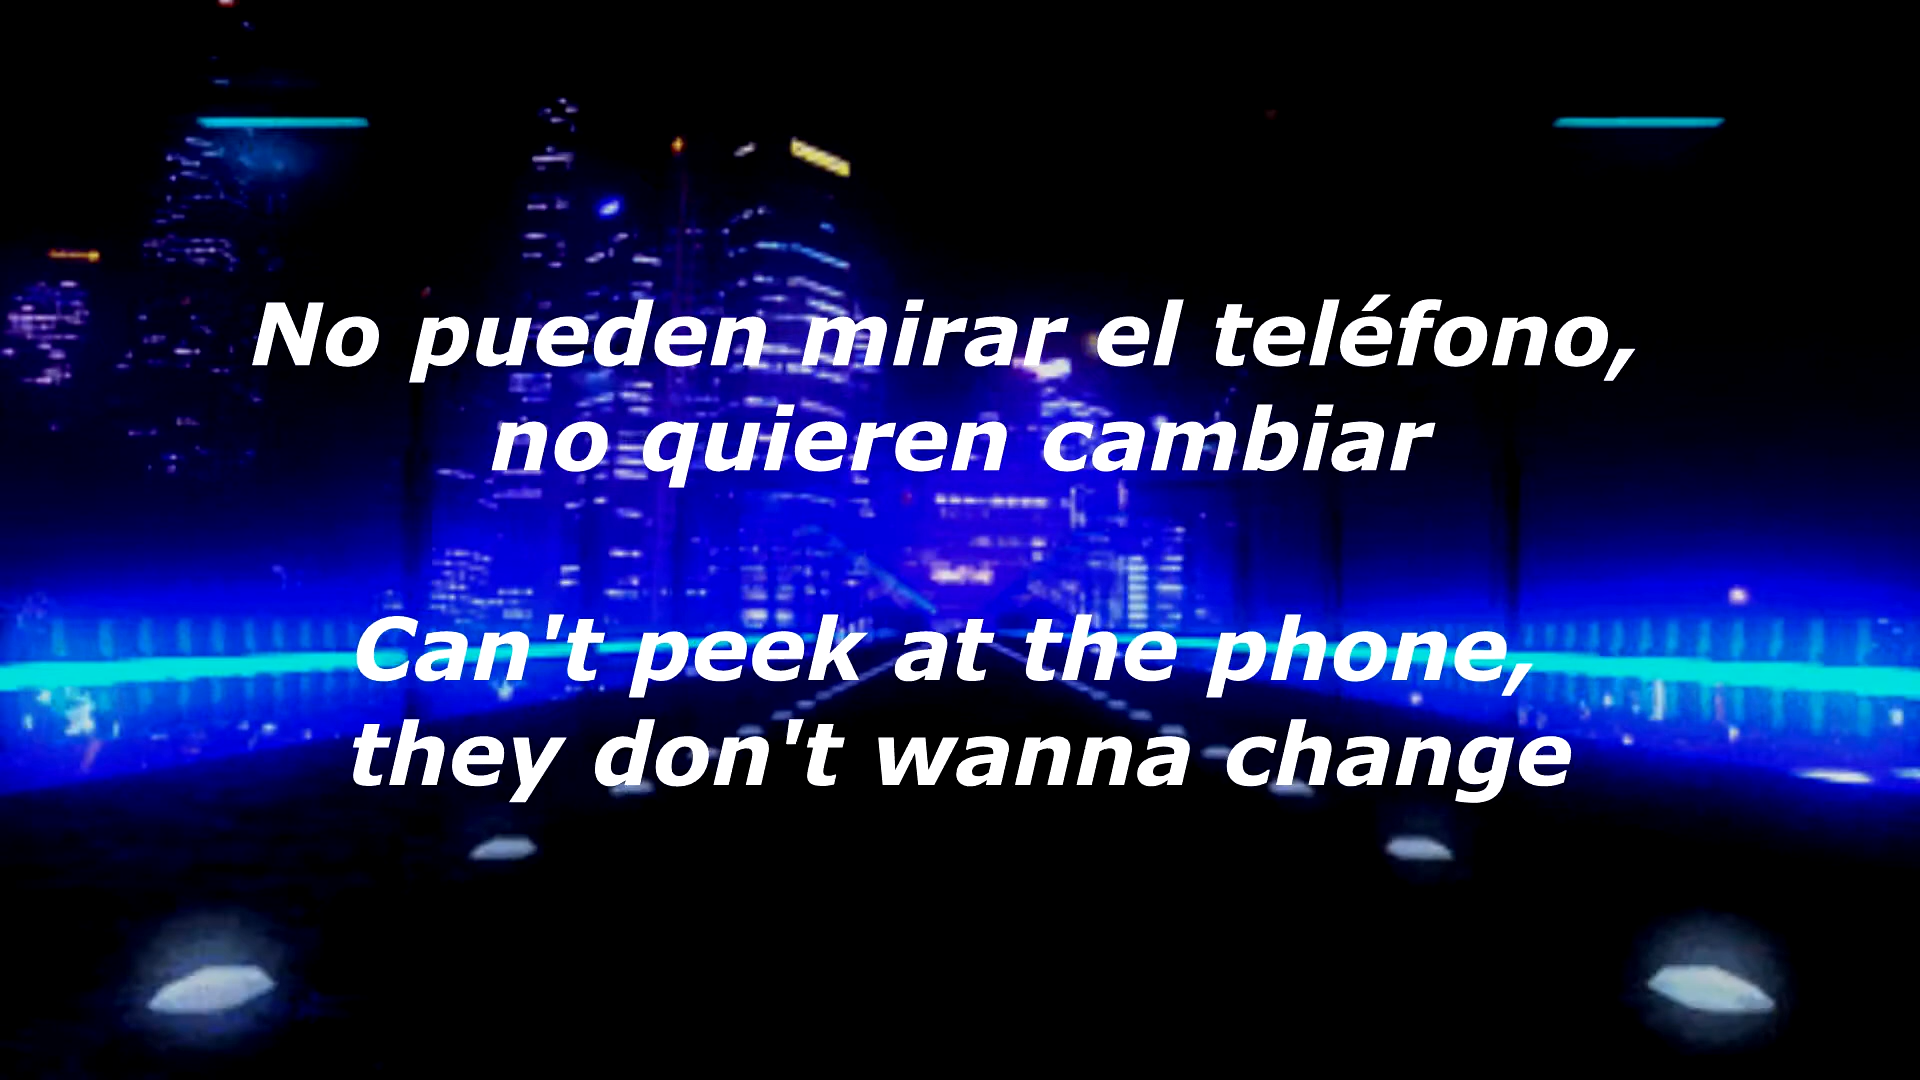 No pueden mirar el teléfono,
no quieren cambiar
Can't peek at the phone,
they don't wanna change